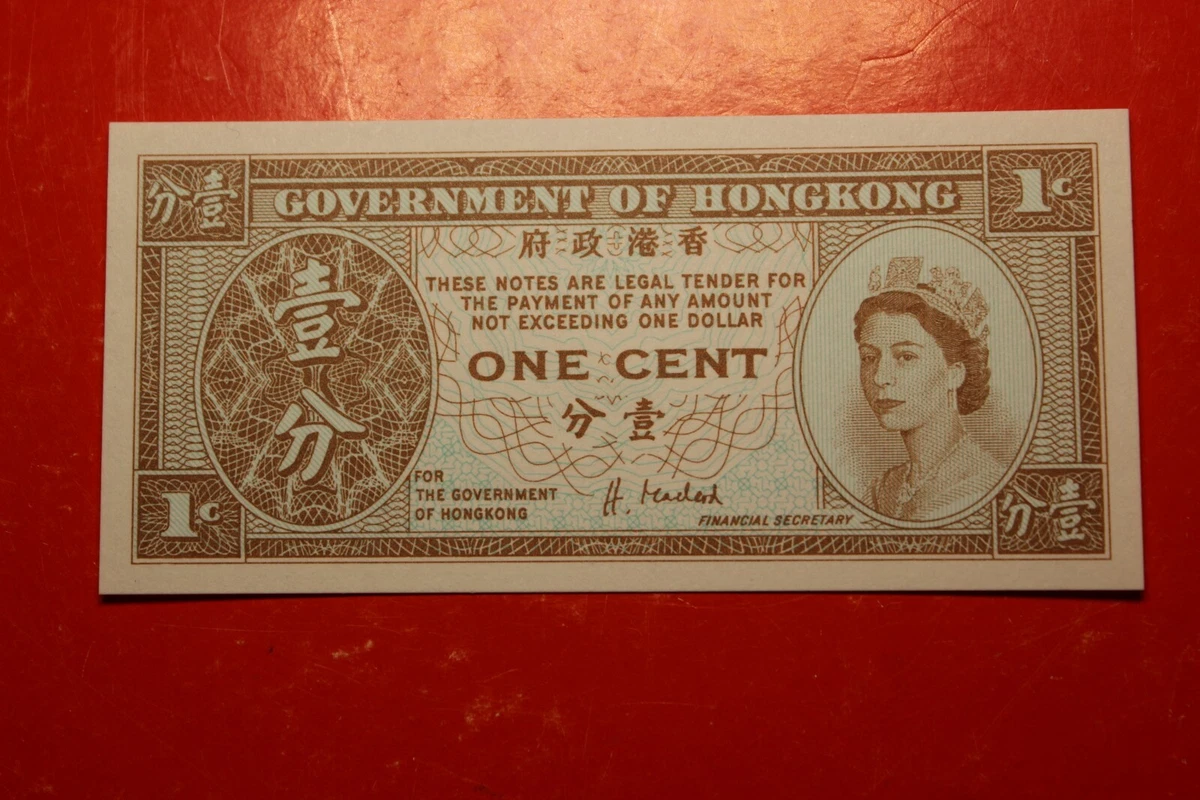 分壹
GOVERNMENT OF HONGKONG
1C
府政港香
THESE NOTES ARE LEGAL TENDER FOR
THE PAYMENT OF ANY AMOUNT
NOT EXCEEDING ONE DOLLAR
壹
分
ONE CENT
分壹
FOR
THE GOVERNMENT
OF HONGKONG
FINANCIAL SECRETARY
1C
分壹